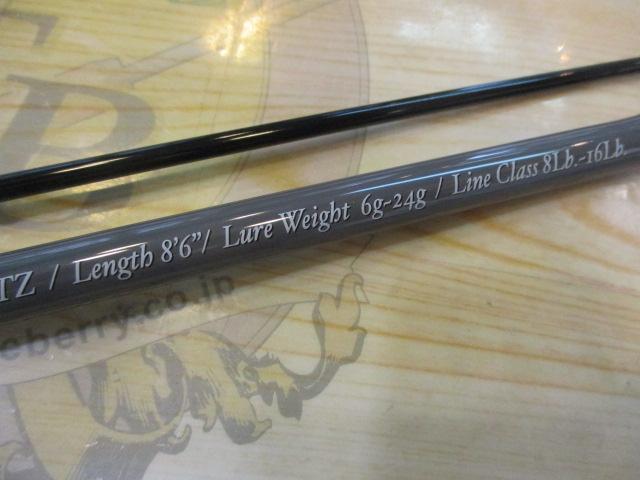 TZ / Length 8'6"/ Lure Weight 6g-24g / Line Class 8Lb.-16Lb.
eberry.co.jp